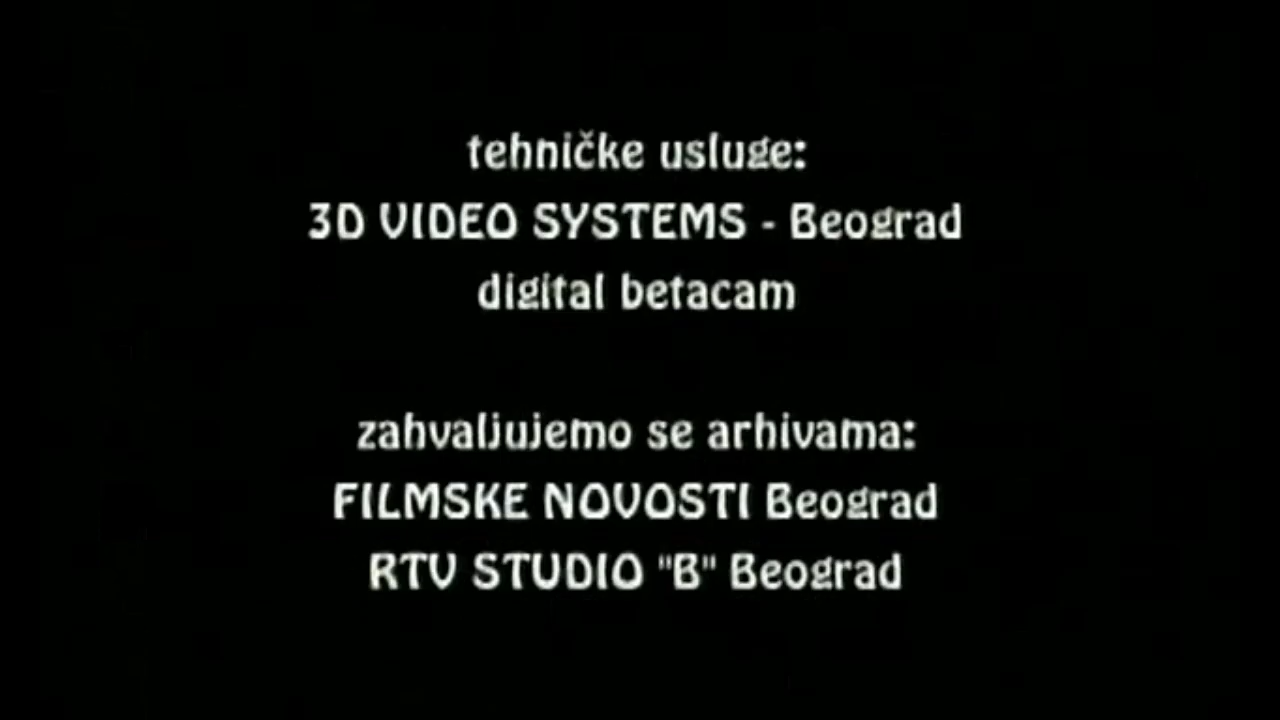 tehničke usluge:
3D VIDEO SYSTEMS - Beograd
digital betacam
zahvaljujemo se arhivama:
FILMSKE NOVOSTI Beograd
RTV STUDIO "B" Beograd